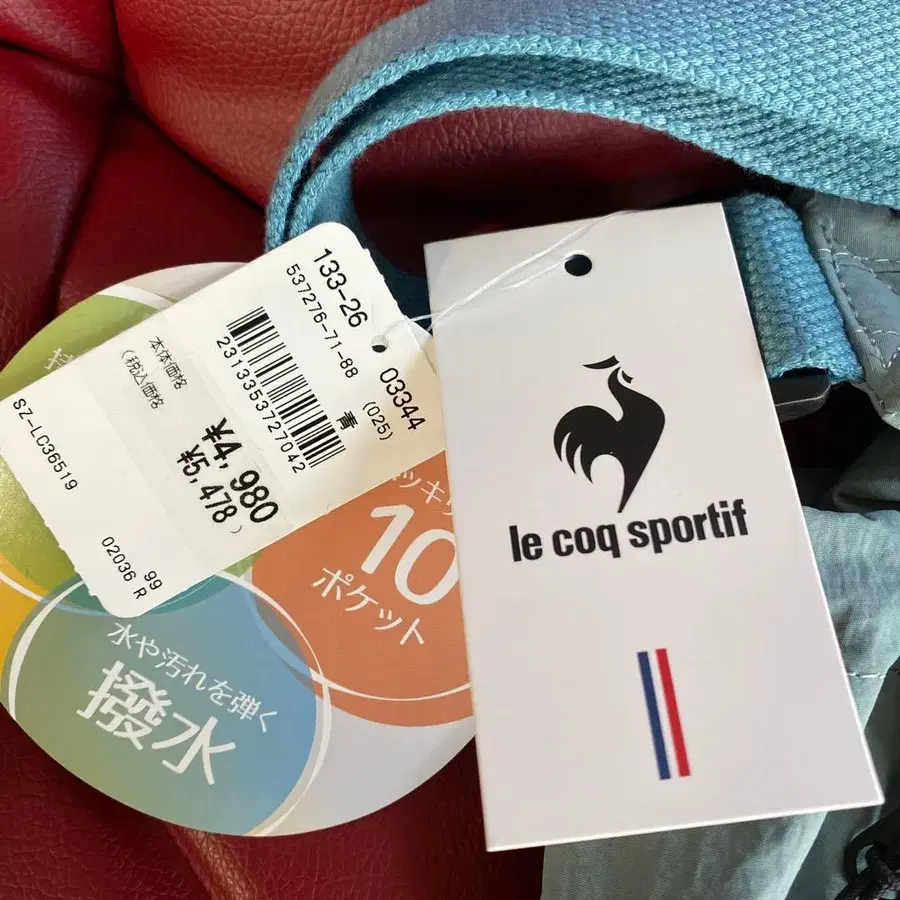 133-26
537276-71-88
2313353727042
03344
(025)
青
本体価格
¥4,980
(税込価格
¥5,478)
SZ-LC36519
99
02036 R
10
ポケット
水や汚れを弾く
撥水
le coq sportif